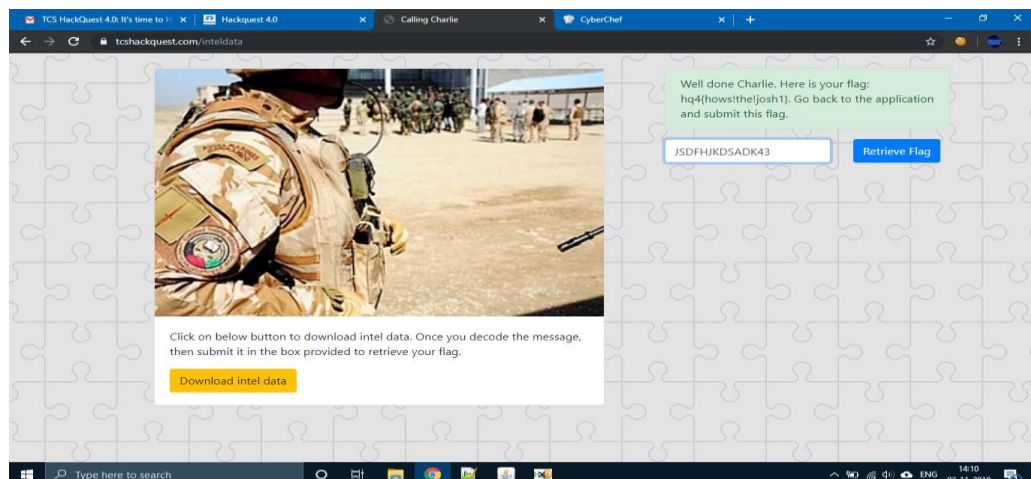 TCS HackQuest 4.0: It's time to H
Hackquest 4.0
Calling Charlie
CyberChef
tcshackquest.com/inteldata
Well done Charlie. Here is your flag:
hq4{hows!the!josh1}. Go back to the application
and submit this flag.
JSDFHJKDSADK43
Retrieve Flag
Click on below button to download intel data. Once you decode the message,
then submit it in the box provided to retrieve your flag.
Download intel data
Type here to search
ENG
14:10